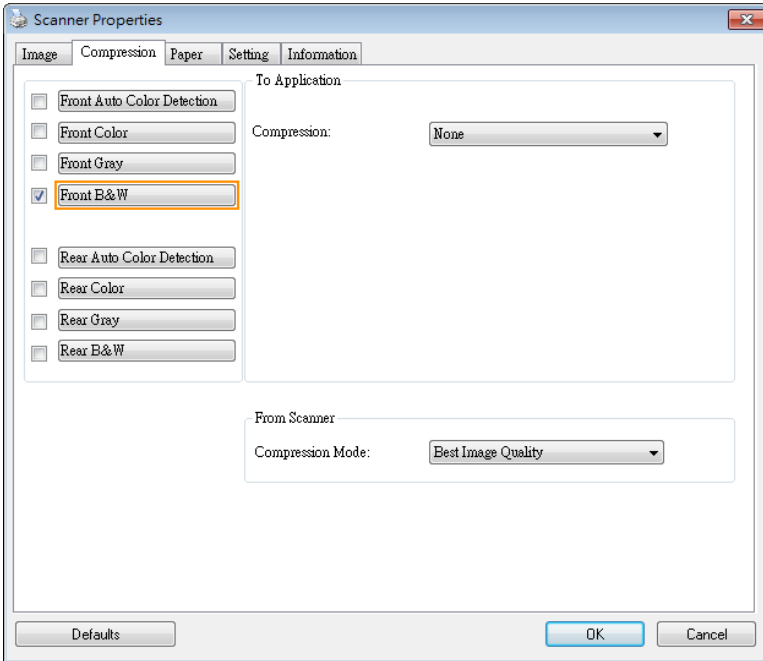 Scanner Properties
Image Compression Paper Setting Information
To Application
Front Auto Color Detection
Front Color
Compression: None
Front Gray
Front B&W
Rear Auto Color Detection
Rear Color
Rear Gray
Rear B&W
From Scanner
Compression Mode: Best Image Quality
Defaults OK Cancel